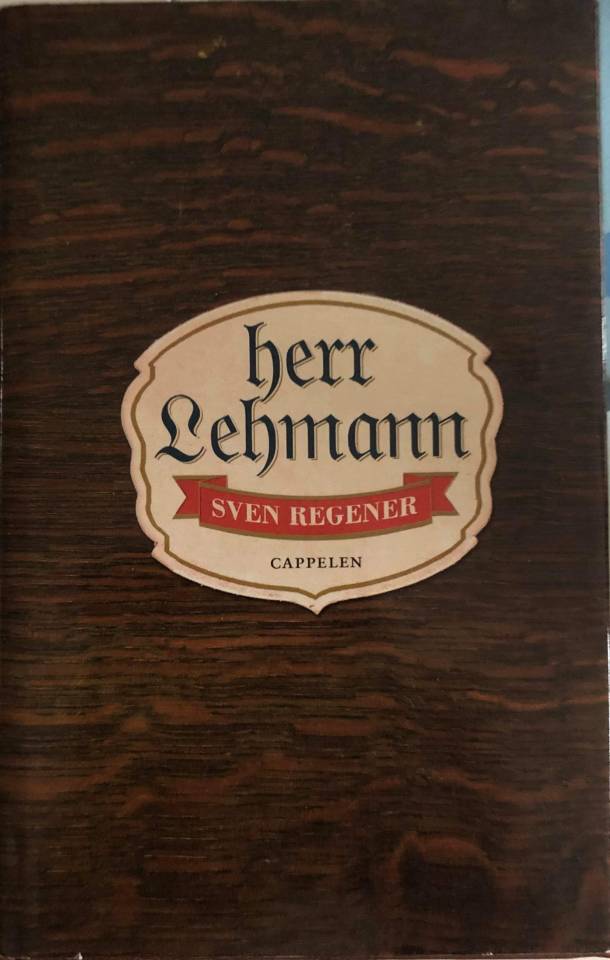 herr
Lehmann
SVEN REGENER
CAPPELEN